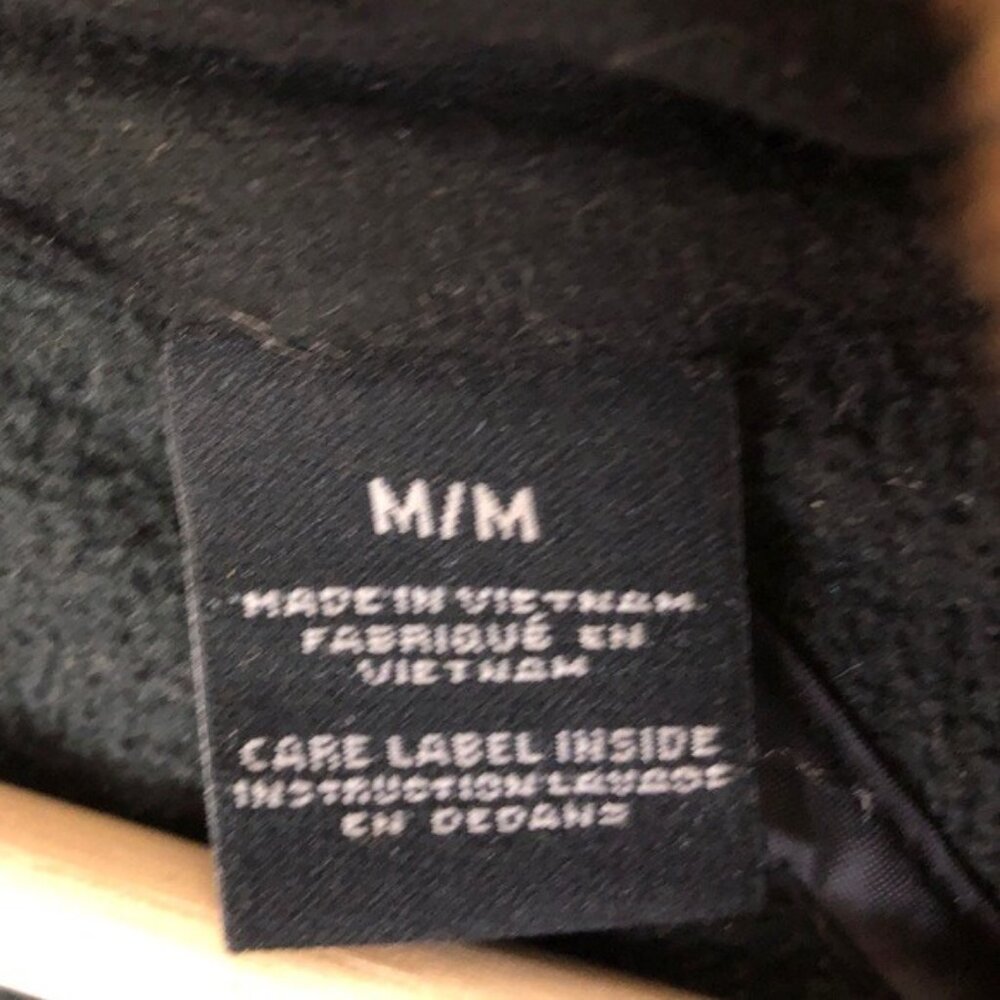 M/M
MADE IN VIETNAM
FABRIQUÉ EN
VIETNAM
CARE LABEL INSIDE
INSTRUCTION LAVAGE
EN DEDANS